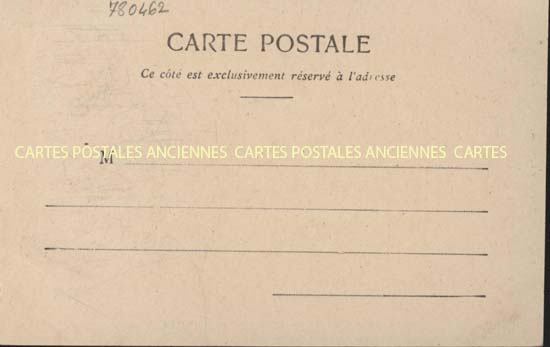 780462
CARTE POSTALE
Ce côté est exclusivement réservé à l'adresse
CARTES POSTALES ANCIENNES CARTES POSTALES ANCIENNES CARTES
M